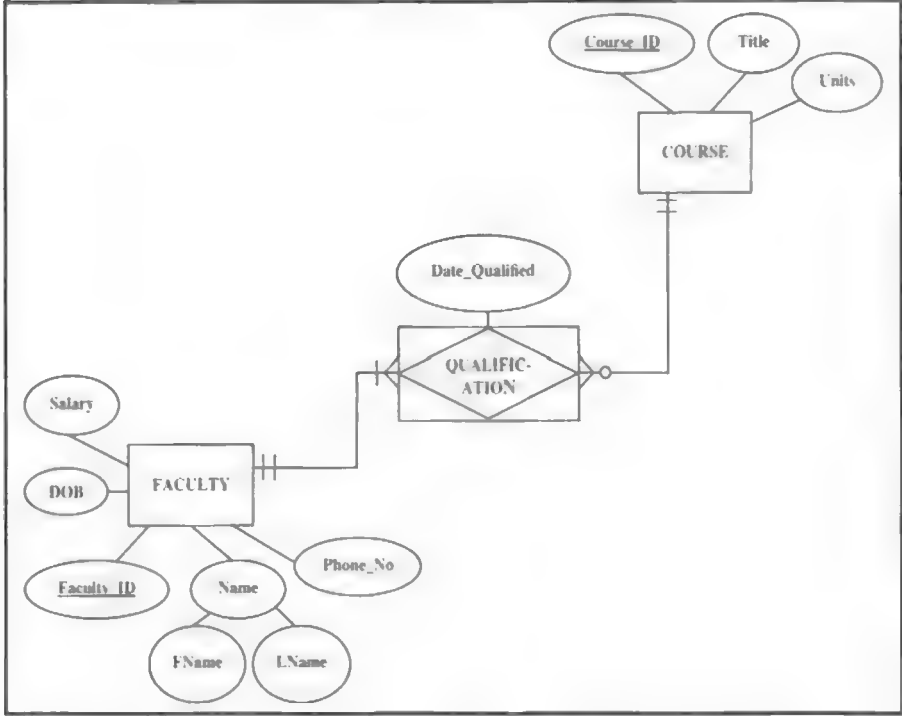 Course_ID
Title
Units
COURSE
Date_Qualified
QUALIFIC-
ATION
Salary
FACULTY
DOB
Phone_No
Faculty_ID
Name
FName
LName